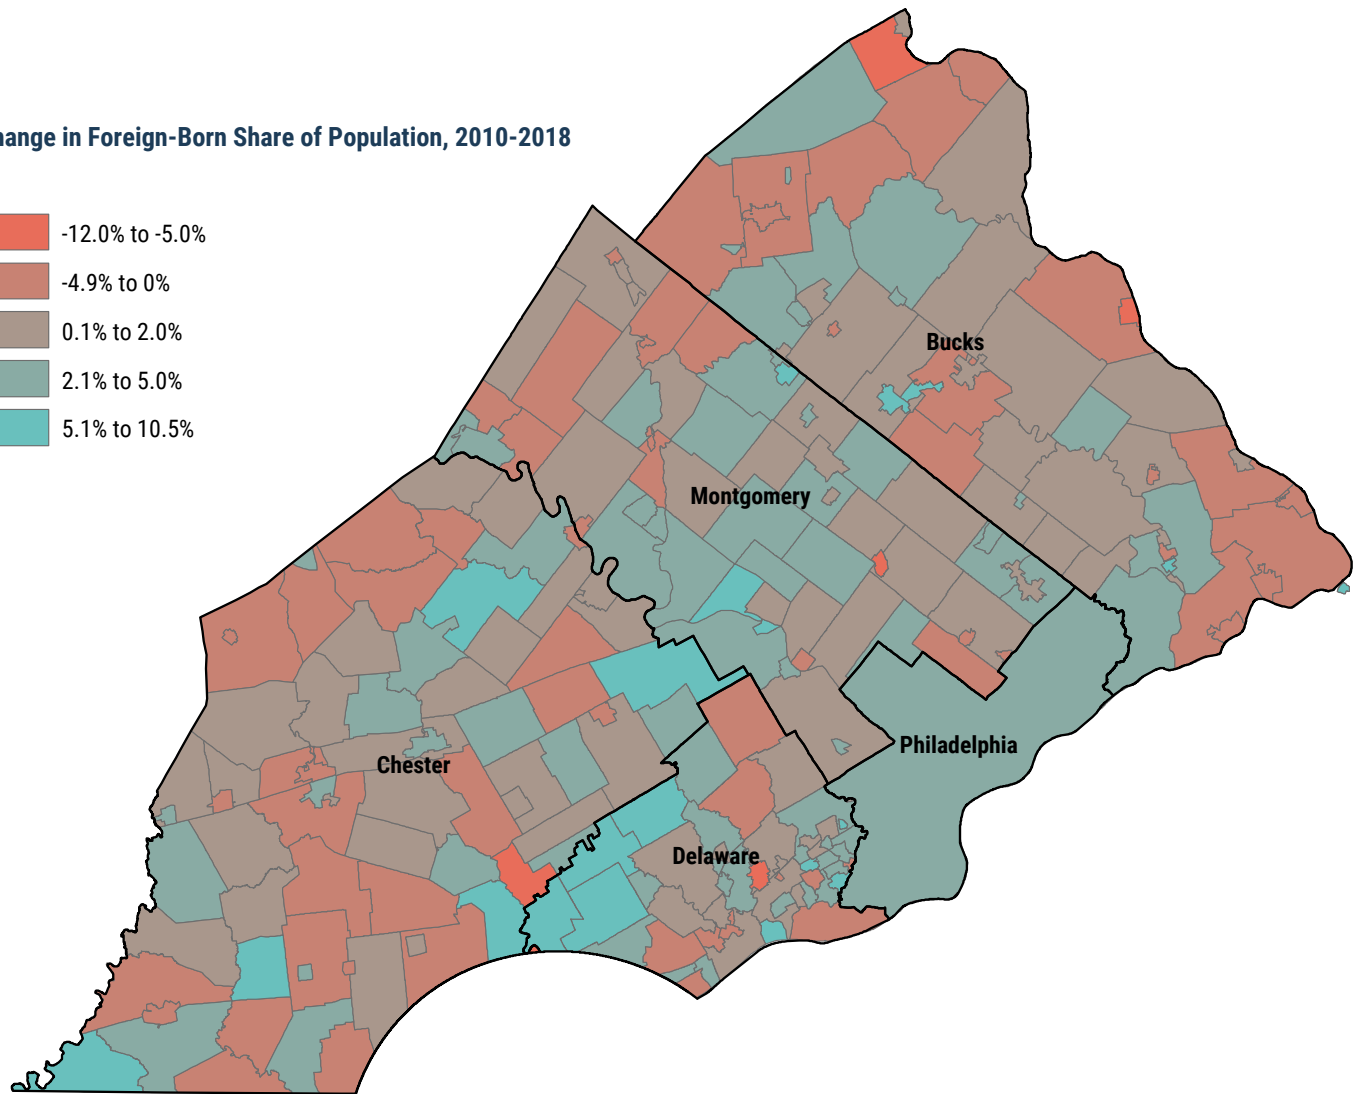 hange in Foreign-Born Share of Population, 2010-2018
-12.0% to -5.0%
-4.9% to 0%
0.1% to 2.0%
2.1% to 5.0%
5.1% to 10.5%
Bucks
Montgomery
Philadelphia
Chester
Delaware